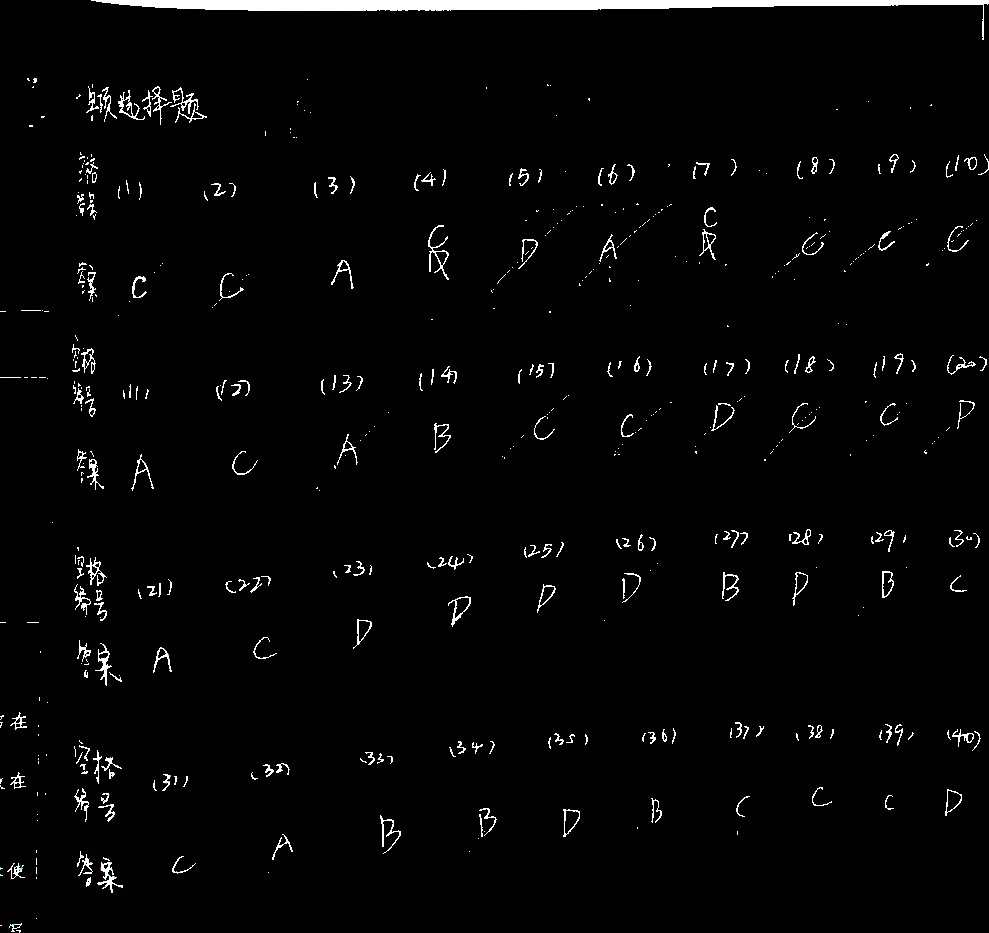 单项选择题
空格编号 (1) (2) (3) (4) (5) (6) (7) (8) (9) (10)
答案 C C A C D A C C C C
空格编号 (11) (12) (13) (14) (15) (16) (17) (18) (19) (20)
答案 A C A B C C D C C D
空格编号 (21) (22) (23) (24) (25) (26) (27) (28) (29) (30)
答案 A C D D D D B D B C
空格编号 (31) (32) (33) (34) (35) (36) (37) (38) (39) (40)
答案 C A B B D B C C C D
在
在
使
写